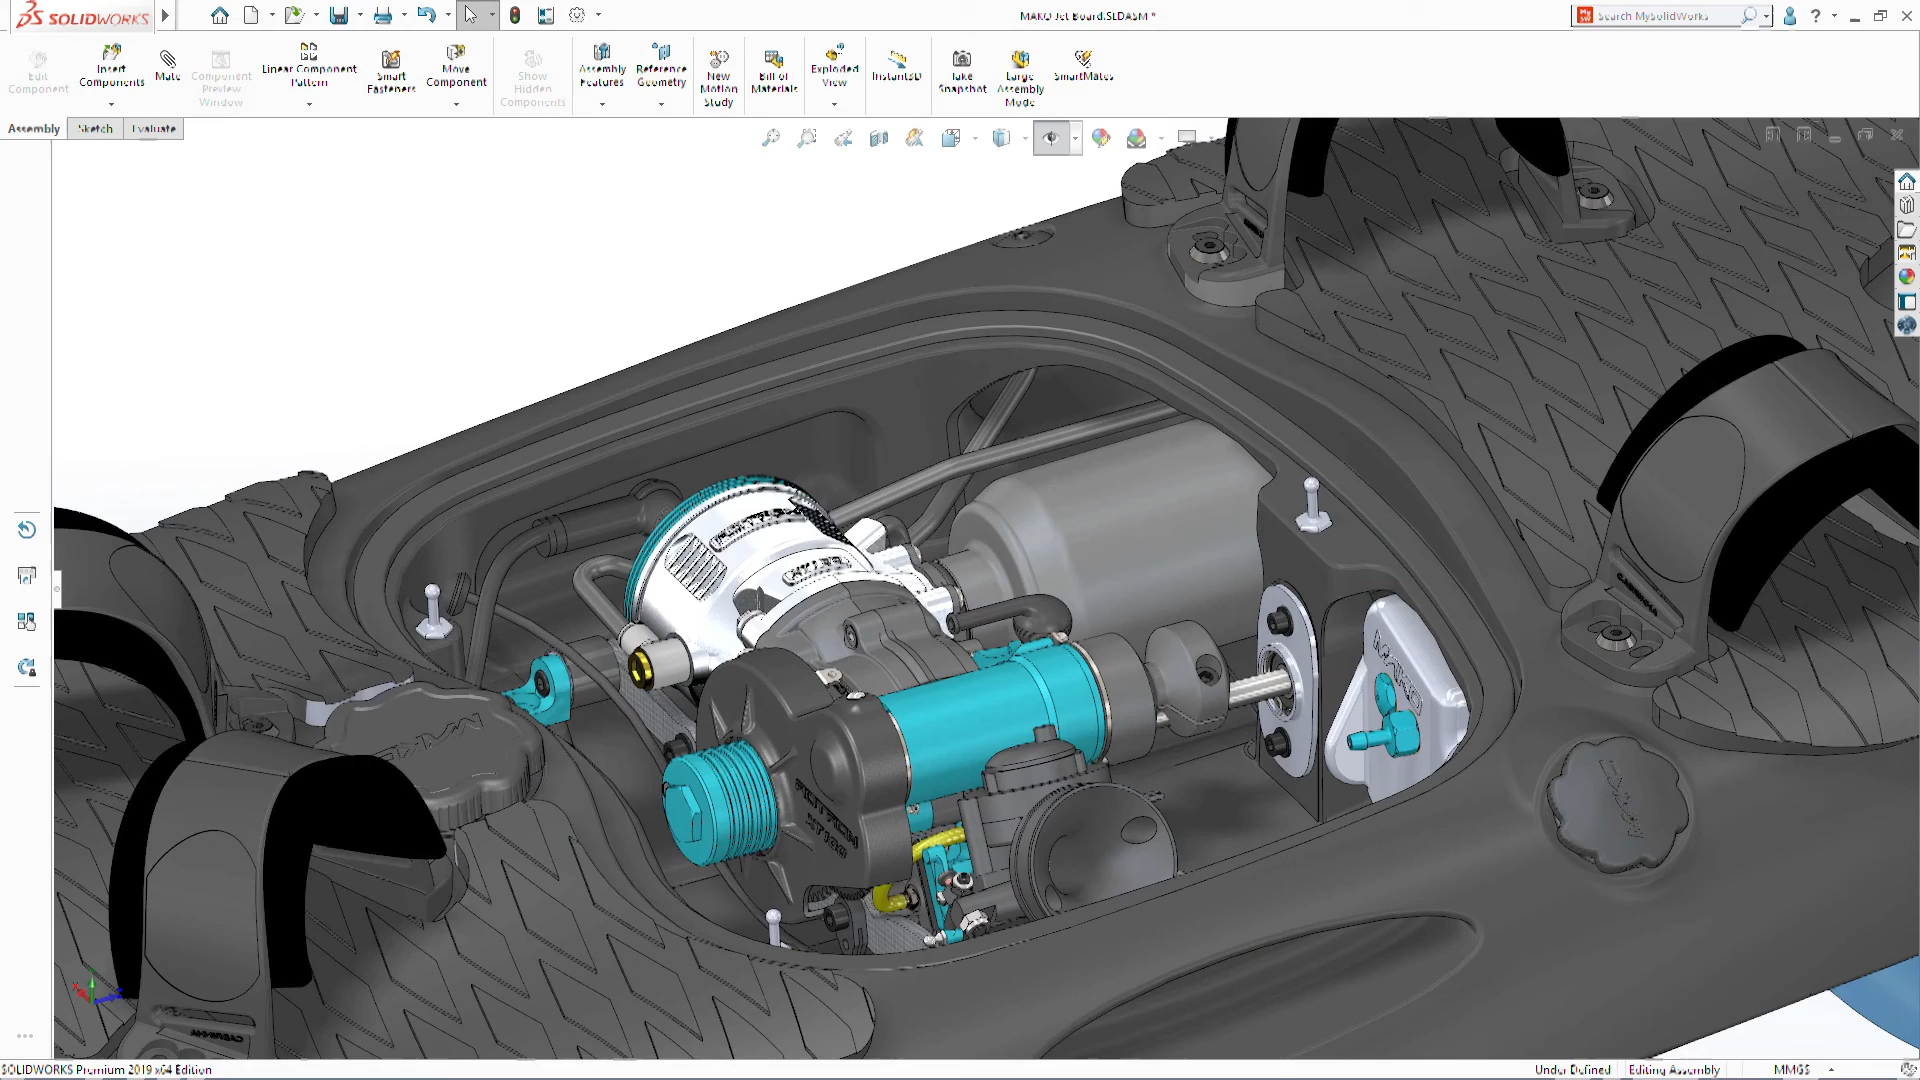 SOLIDWORKS
MAKO Jet Board.SLDASM *
Search MySolidWorks
Edit Component
Insert Components
Mate
Component Preview Window
Linear Component Pattern
Smart Fasteners
Move Component
Show Hidden Components
Assembly Features
Reference Geometry
New Motion Study
Bill of Materials
Exploded View
Instant3D
Take Snapshot
Large Assembly Mode
SmartMates
Assembly
Sketch
Evaluate
MAKO
MAKO
SOLIDWORKS Premium 2019 x64 Edition
Under Defined
Editing Assembly
MMGS